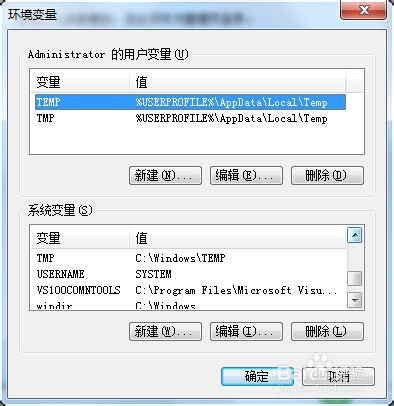 环境变量
Administrator 的用户变量(U)
变量 值
TEMP %USERPROFILE%\AppData\Local\Temp
TMP %USERPROFILE%\AppData\Local\Temp
新建(N)... 编辑(E)... 删除(D)
系统变量(S)
变量 值
TMP C:\Windows\TEMP
USERNAME SYSTEM
VS100COMNTOOLS C:\Program Files\Microsoft Visu...
windir C:\Windows
新建(W)... 编辑(I)... 删除(L)
确定 取消